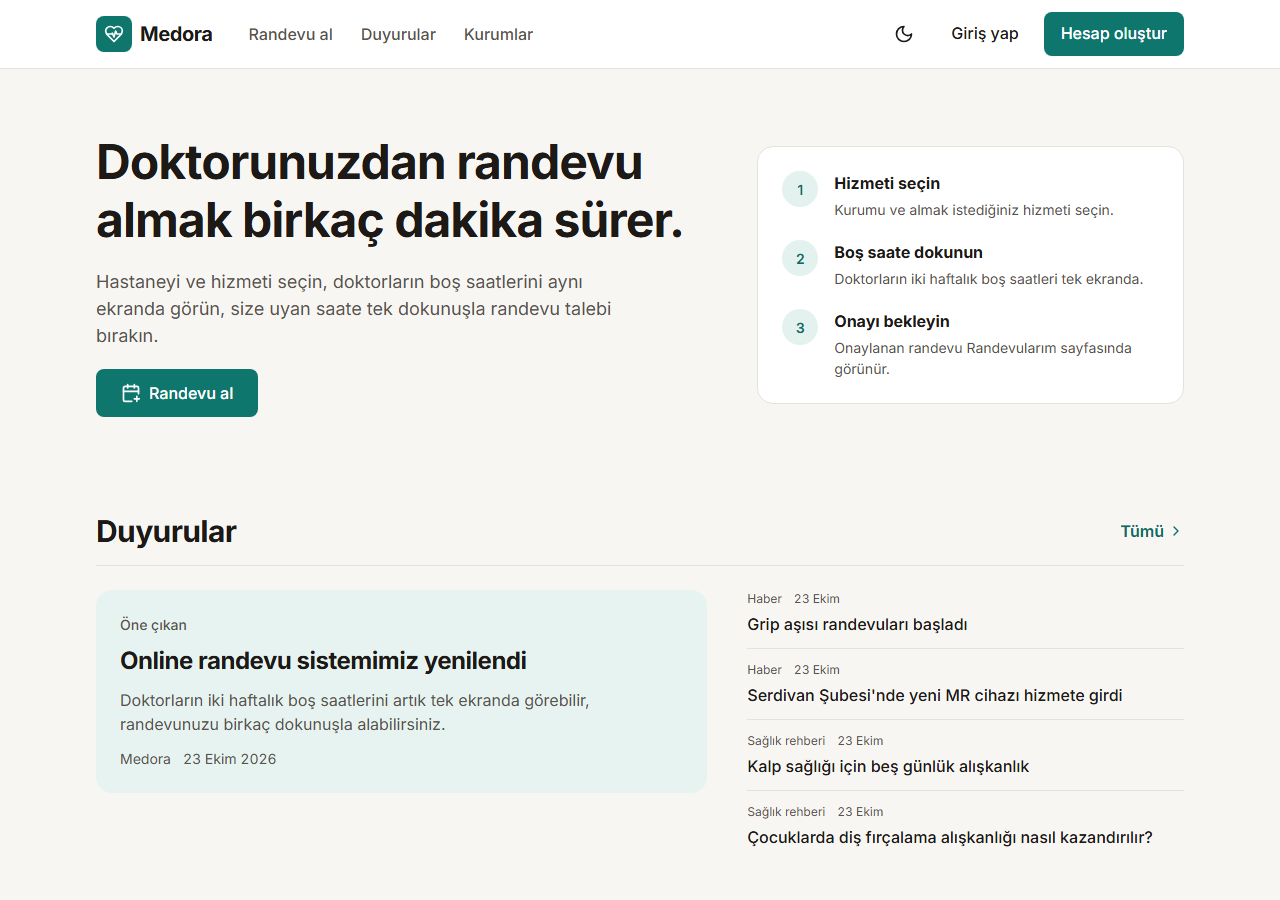 Medora
Randevu al
Duyurular
Kurumlar
Giriş yap
Hesap oluştur
Doktorunuzdan randevu
almak birkaç dakika sürer.
Hastaneyi ve hizmeti seçin, doktorların boş saatlerini aynı
ekranda görün, size uyan saate tek dokunuşla randevu talebi
bırakın.
Randevu al
1
Hizmeti seçin
Kurumu ve almak istediğiniz hizmeti seçin.
2
Boş saate dokunun
Doktorların iki haftalık boş saatleri tek ekranda.
3
Onayı bekleyin
Onaylanan randevu Randevularım sayfasında
görünür.
Duyurular
Tümü
Öne çıkan
Online randevu sistemimiz yenilendi
Doktorların iki haftalık boş saatlerini artık tek ekranda görebilir,
randevunuzu birkaç dokunuşla alabilirsiniz.
Medora 23 Ekim 2026
Haber 23 Ekim
Grip aşısı randevuları başladı
Haber 23 Ekim
Serdivan Şubesi'nde yeni MR cihazı hizmete girdi
Sağlık rehberi 23 Ekim
Kalp sağlığı için beş günlük alışkanlık
Sağlık rehberi 23 Ekim
Çocuklarda diş fırçalama alışkanlığı nasıl kazandırılır?